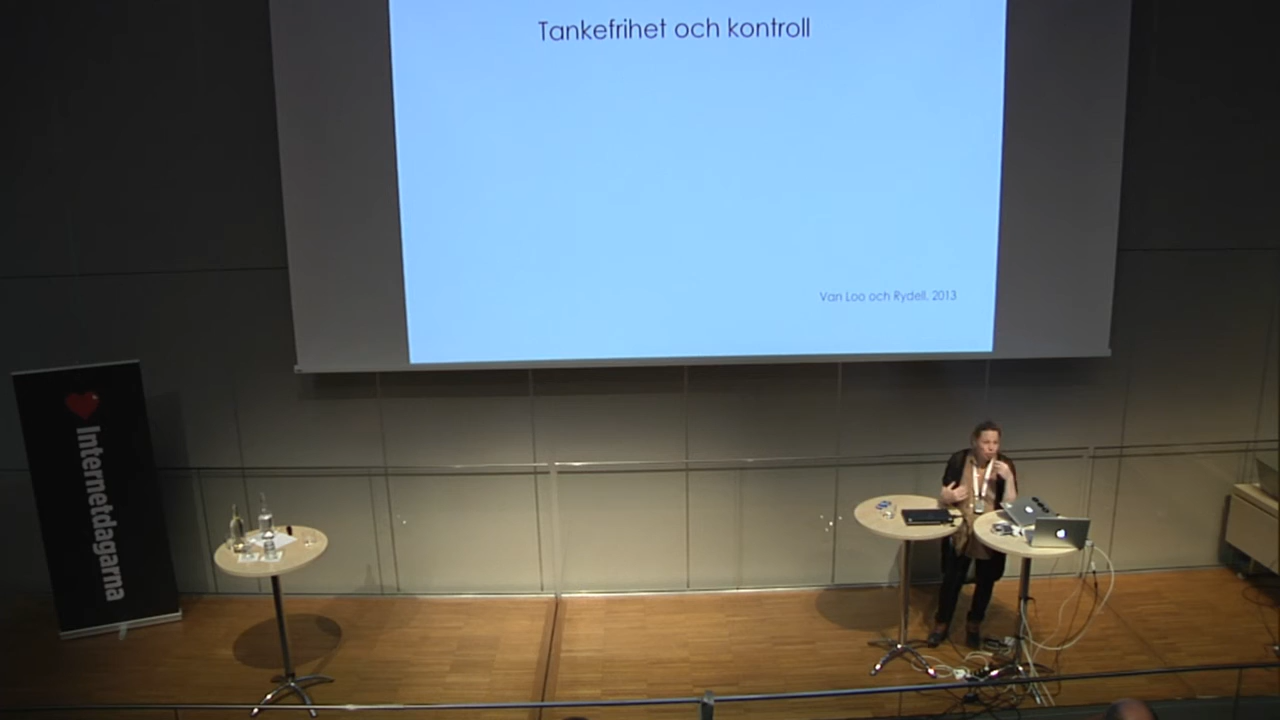 Tankefrihet och kontroll
Van Loo och Rydell, 2013
Internetdagarna